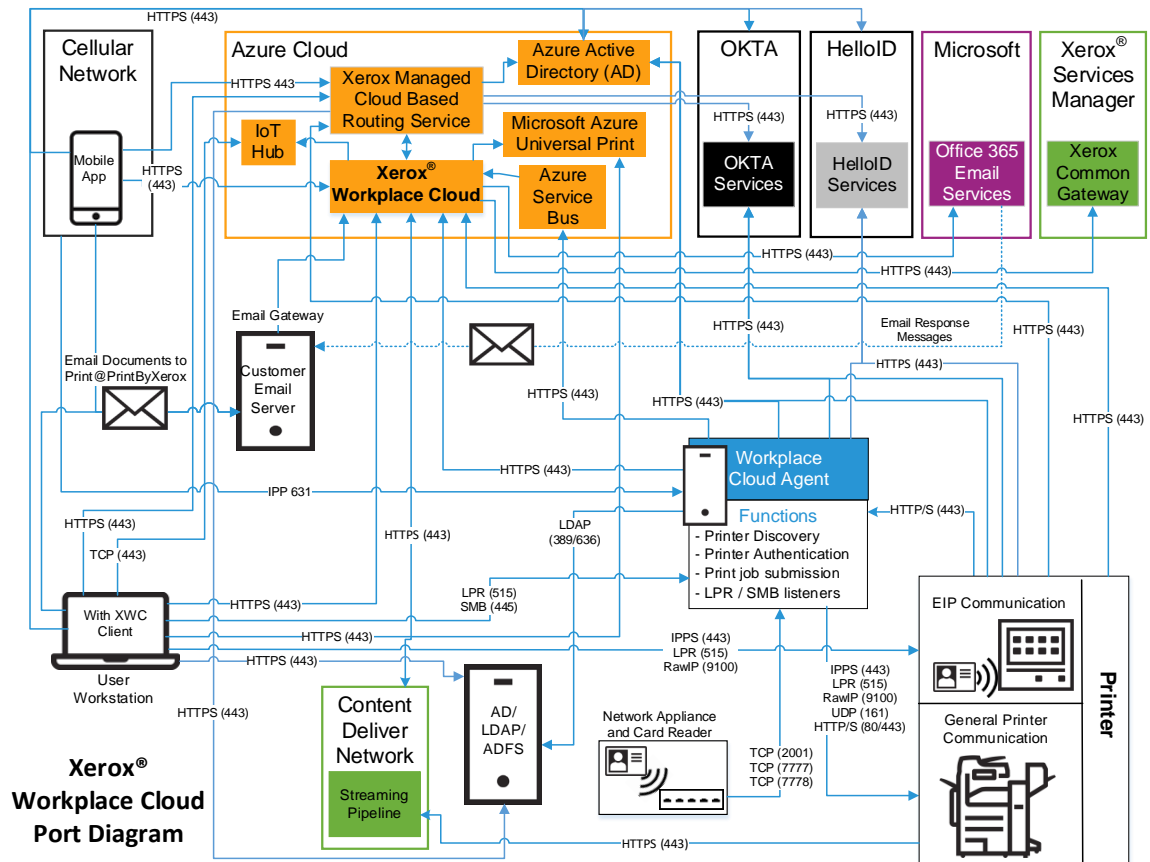 HTTPS (443)
Cellular
Network
Mobile
App
HTTPS 443
HTTPS
(443)
Azure Cloud
Xerox Managed
Cloud Based
Routing Service
Azure Active
Directory (AD)
IoT
Hub
Microsoft Azure
Universal Print
Xerox®
Workplace Cloud
Azure
Service
Bus
OKTA
HTTPS (443)
OKTA
Services
HelloID
HTTPS (443)
HelloID
Services
Microsoft
Office 365
Email
Services
Xerox®
Services
Manager
Xerox
Common
Gateway
HTTPS (443)
HTTPS (443)
Email Gateway
Customer
Email
Server
Email Documents to
Print@PrintByXerox
Email Response
Messages
HTTPS
(443)
HTTPS
(443)
HTTPS (443)
HTTPS (443)
HTTPS (443)
HTTPS (443)
HTTPS (443)
IPP 631
Workplace
Cloud Agent
Functions
- Printer Discovery
- Printer Authentication
- Print job submission
- LPR / SMB listeners
HTTP/S (443)
HTTPS (443)
TCP (443)
HTTPS (443)
LDAP
(389/636)
With XWC
Client
User
Workstation
HTTPS (443)
LPR (515)
SMB (445)
HTTPS (443)
HTTPS (443)
HTTPS (443)
IPPS (443)
LPR (515)
RawIP (9100)
IPPS (443)
LPR (515)
RawIP (9100)
UDP (161)
HTTP/S (80/443)
EIP Communication
General Printer
Communication
Printer
Content
Deliver
Network
Streaming
Pipeline
AD/
LDAP/
ADFS
Network Appliance
and Card Reader
TCP (2001)
TCP (7777)
TCP (7778)
HTTPS (443)
Xerox®
Workplace Cloud
Port Diagram